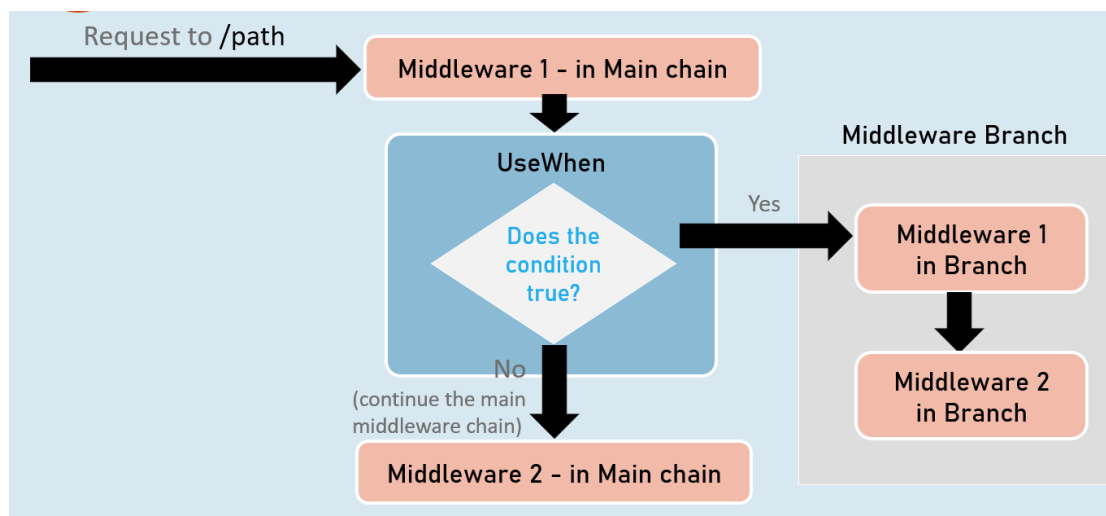 Request to /path
Middleware 1 - in Main chain
UseWhen
Does the
condition
true?
Yes
Middleware Branch
Middleware 1
in Branch
Middleware 2
in Branch
No
(continue the main
middleware chain)
Middleware 2 - in Main chain